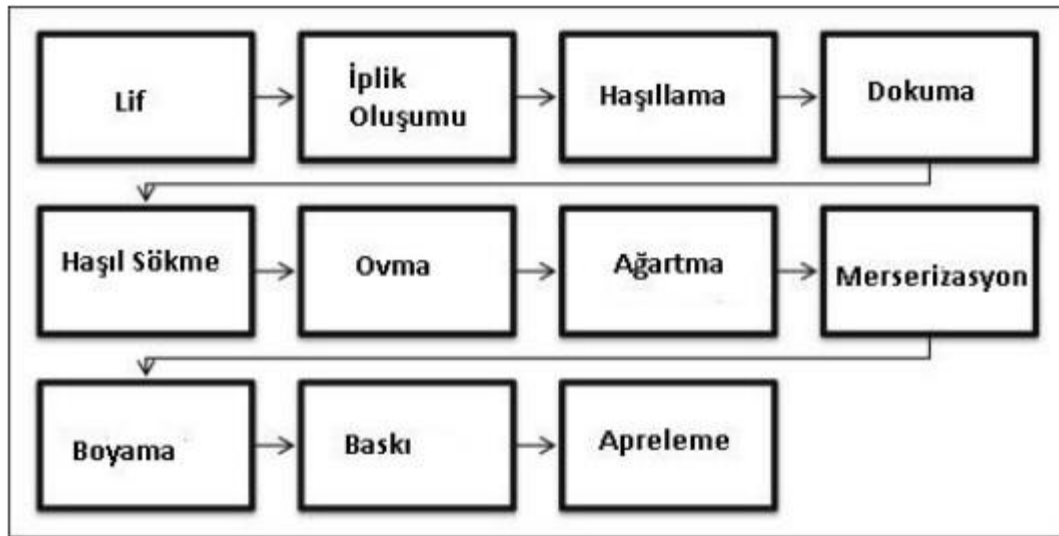 Lif
İplik
Oluşumu
Haşıllama
Dokuma
Haşıl Sökme
Ovma
Ağartma
Merserizasyon
Boyama
Baskı
Apreleme